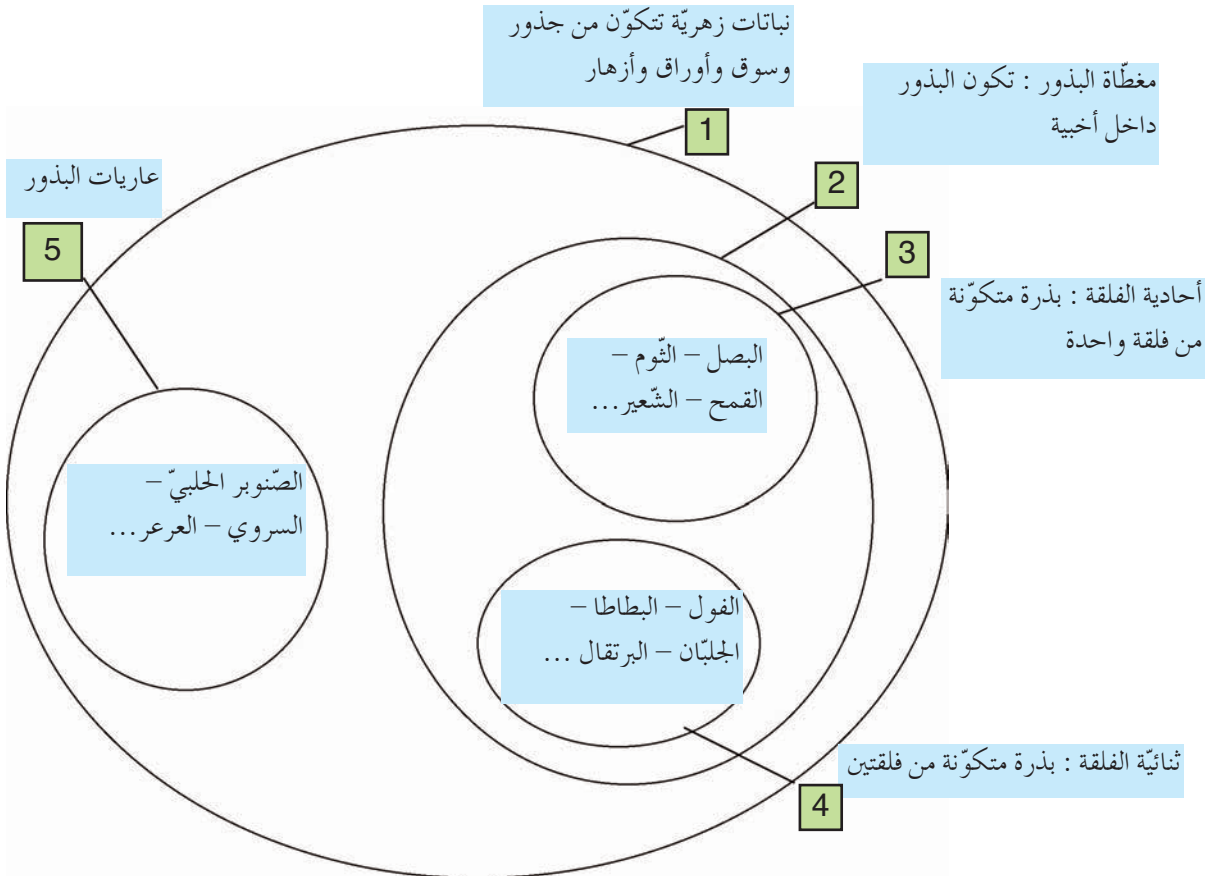 نباتات زهريّة تتكوّن من جذور
وسوق وأوراق وأزهار
1
مغطّاة البذور : تكون البذور
داخل أخبية
2
عاريات البذور
5
3
أحادية الفلقة : بذرة متكوّنة
من فلقة واحدة
البصل – الثّوم –
القمح – الشّعير...
الصّنوبر الحلبيّ –
السروي – العرعر...
الفول – البطاطا –
الجلبّان – البرتقال ...
ثنائيّة الفلقة : بذرة متكوّنة من فلقتين
4